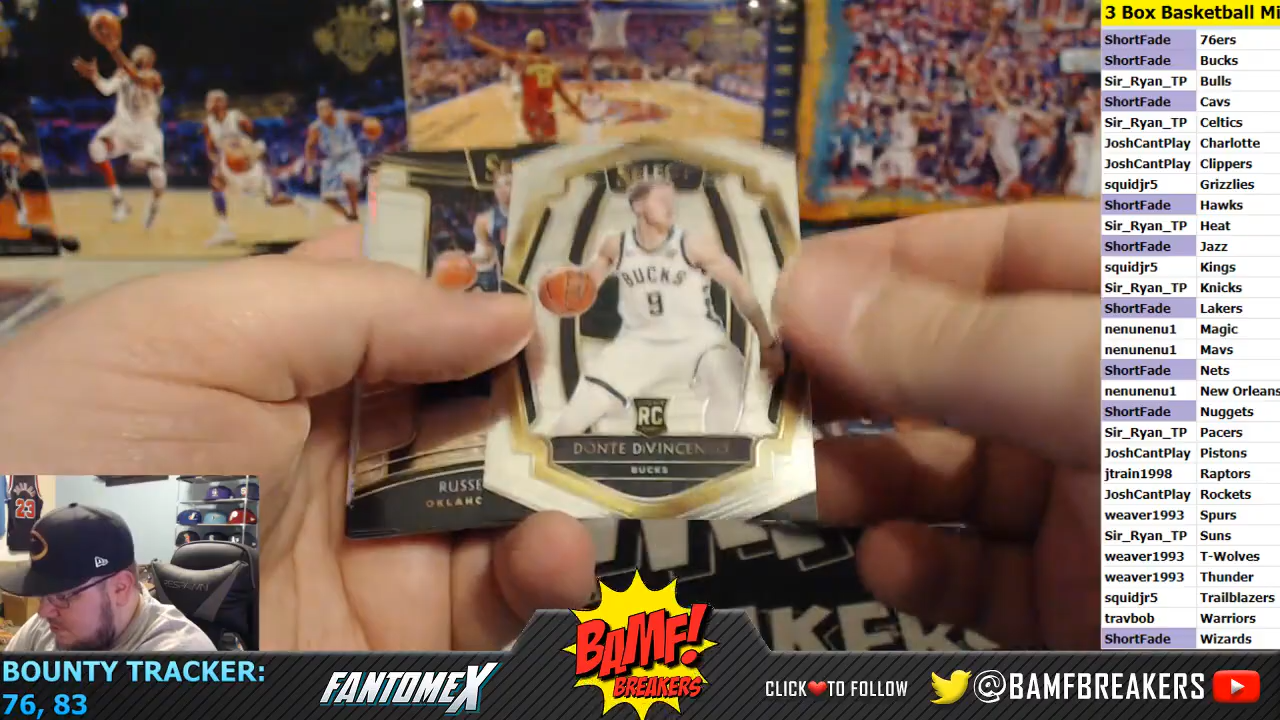 3 Box Basketball Mi
ShortFade 76ers
ShortFade Bucks
Sir_Ryan_TP Bulls
ShortFade Cavs
Sir_Ryan_TP Celtics
JoshCantPlay Charlotte
JoshCantPlay Clippers
squidjr5 Grizzlies
ShortFade Hawks
Sir_Ryan_TP Heat
ShortFade Jazz
squidjr5 Kings
Sir_Ryan_TP Knicks
ShortFade Lakers
nenunenu1 Magic
nenunenu1 Mavs
ShortFade Nets
nenunenu1 New Orleans
ShortFade Nuggets
Sir_Ryan_TP Pacers
JoshCantPlay Pistons
jtrain1998 Raptors
JoshCantPlay Rockets
weaver1993 Spurs
Sir_Ryan_TP Suns
weaver1993 T-Wolves
weaver1993 Thunder
squidjr5 Trailblazers
travbob Warriors
ShortFade Wizards
SELECT
BUCKS
9
RC
DONTE
BUCKS
RUSSE
OKLAHO
23
BOUNTY TRACKER:
76, 83
FANTOMEX
BAMF!
BREAKERS
CLICK❤TO FOLLOW
@BAMFBREAKERS